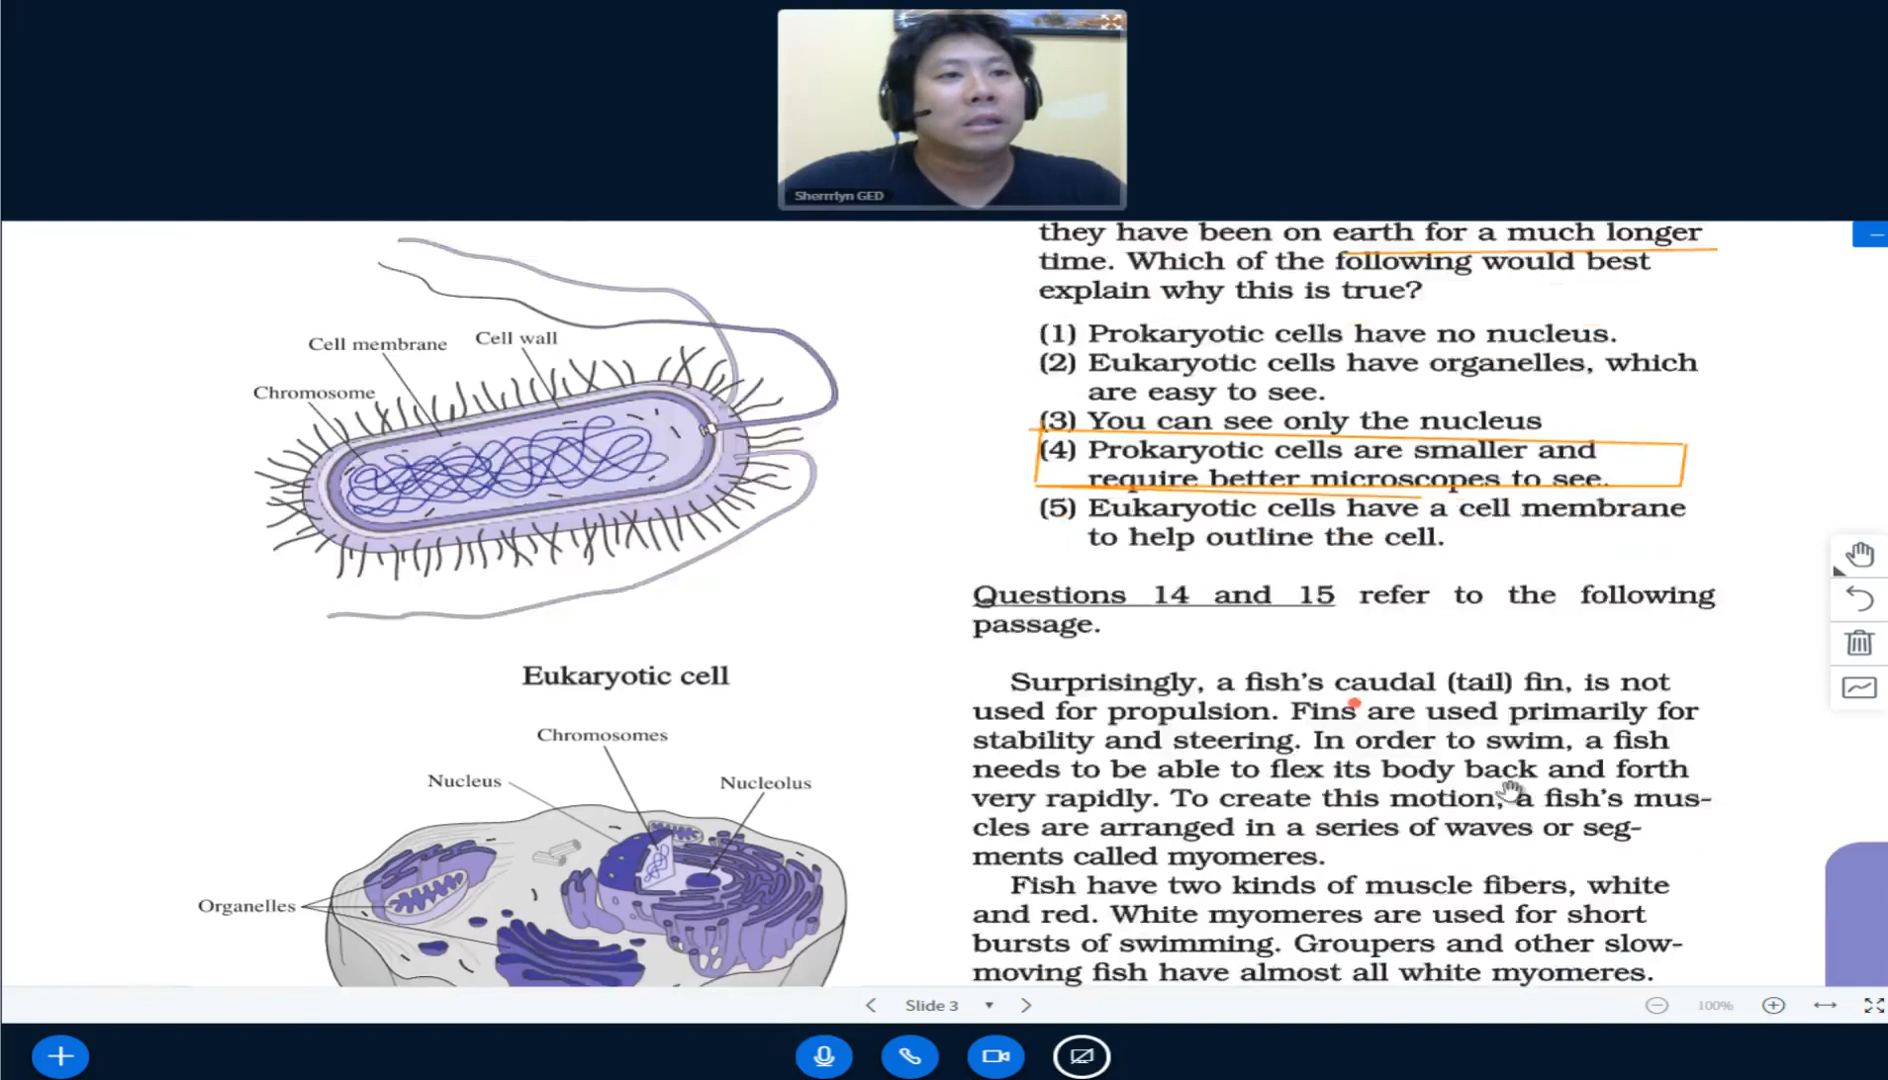 Sherrrlyn GED
Cell membrane
Cell wall
Chromosome
Eukaryotic cell
Chromosomes
Nucleus
Nucleolus
Organelles
they have been on earth for a much longer
time. Which of the following would best
explain why this is true?
(1) Prokaryotic cells have no nucleus.
(2) Eukaryotic cells have organelles, which
are easy to see.
(3) You can see only the nucleus
(4) Prokaryotic cells are smaller and
require better microscopes to see.
(5) Eukaryotic cells have a cell membrane
to help outline the cell.
Questions 14 and 15 refer to the following
passage.
Surprisingly, a fish's caudal (tail) fin, is not
used for propulsion. Fins are used primarily for
stability and steering. In order to swim, a fish
needs to be able to flex its body back and forth
very rapidly. To create this motion, a fish's mus-
cles are arranged in a series of waves or seg-
ments called myomeres.
Fish have two kinds of muscle fibers, white
and red. White myomeres are used for short
bursts of swimming. Groupers and other slow-
moving fish have almost all white myomeres.
Slide 3
100%